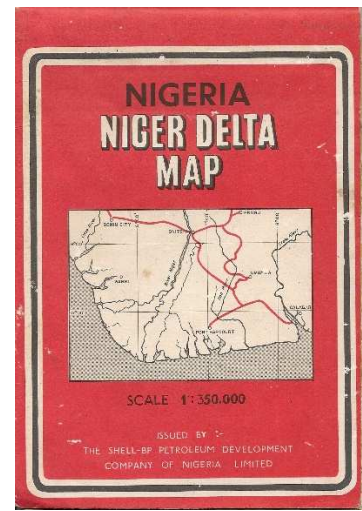 NIGERIA
NIGER DELTA
MAP
BENIN CITY
WARRI
PORT HARCOURT
SCALE 1:350,000
ISSUED BY :-
THE SHELL-BP PETROLEUM DEVELOPMENT
COMPANY OF NIGERIA LIMITED